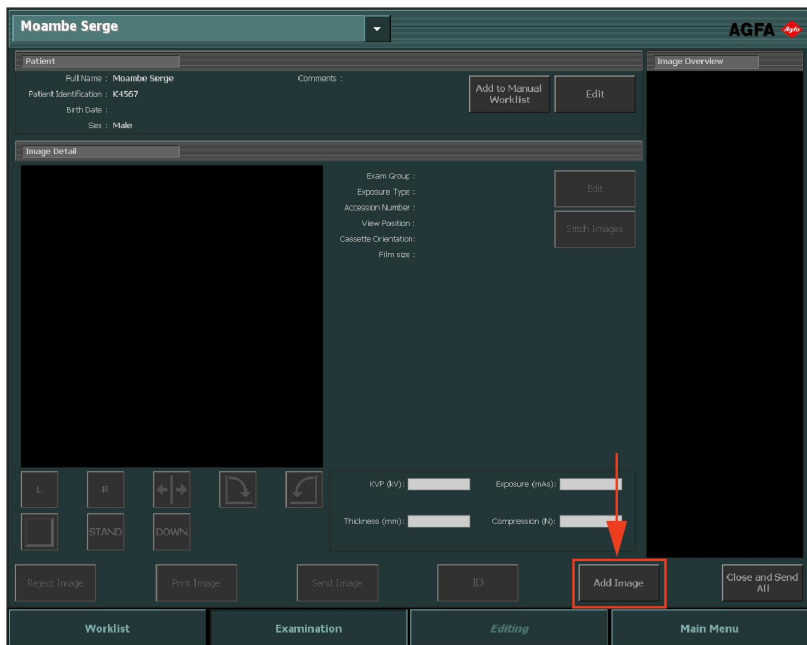 Moambe Serge
AGFA
Agfa
Patient
Full Name : Moambe Serge
Comments :
Patient Identification : K4567
Birth Date :
Sex : Male
Add to Manual
Worklist
Edit
Image Overview
Image Detail
Exam Group :
Exposure Type :
Accession Number :
View Position :
Cassette Orientation:
Film size :
Edit
Stitch Images
L
R
STAND
DOWN
KVP (kV):
Exposure (mAs):
Thickness (mm):
Compression (N):
Reject Image
Print Image
Send Image
ID
Add Image
Close and Send
All
Worklist
Examination
Editing
Main Menu